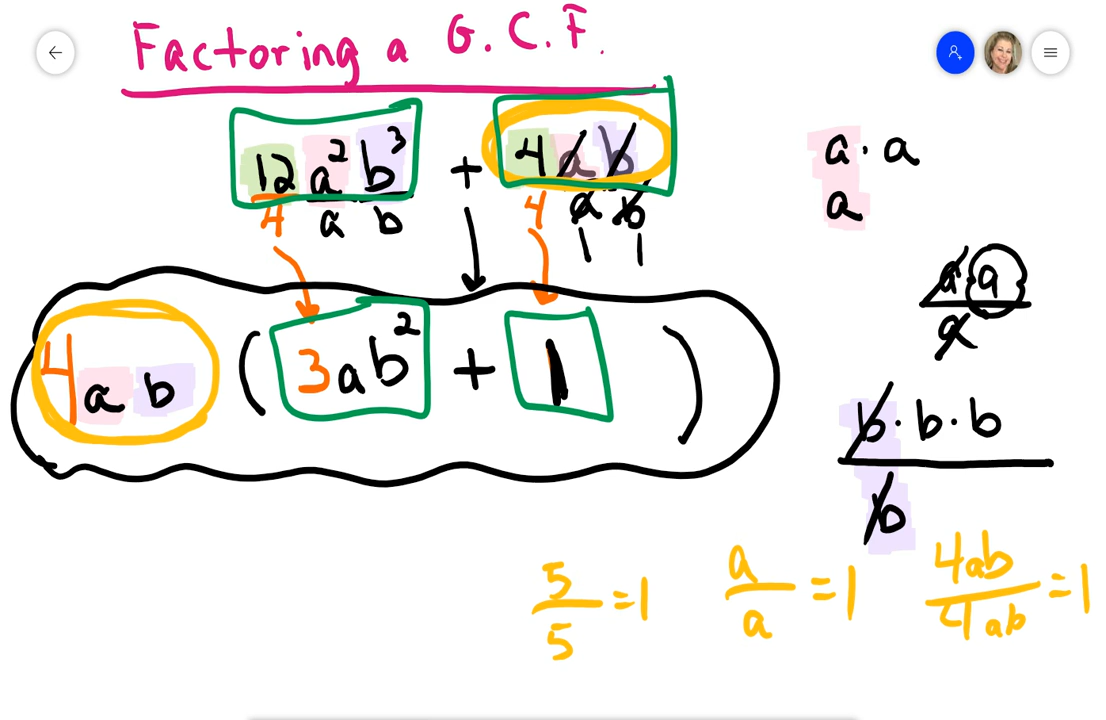 Factoring a G.C.F.
12a²b³ + 4ab
4 a b 4 a b
1 1
4ab (3ab² + 1)
a · a
a
a a
a
b · b · b
b
5/5 = 1 a/a = 1 4ab/4ab = 1